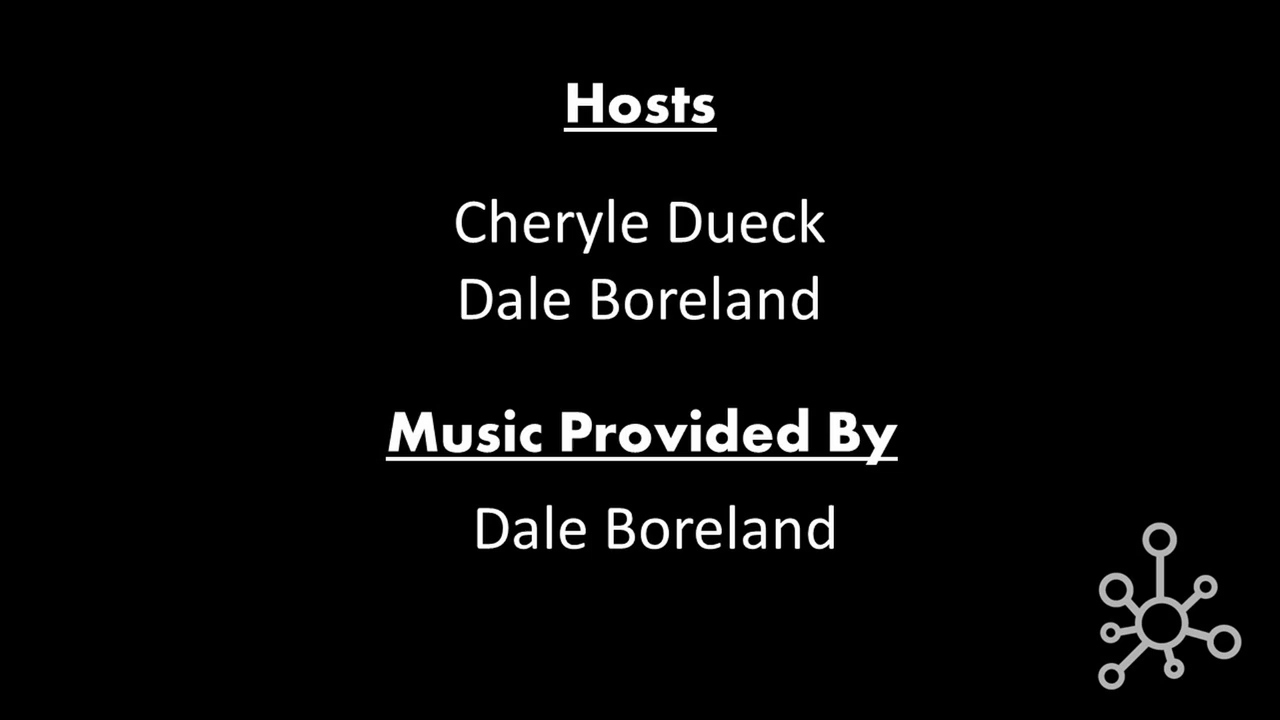 Hosts
Cheryle Dueck
Dale Boreland
Music Provided By
Dale Boreland